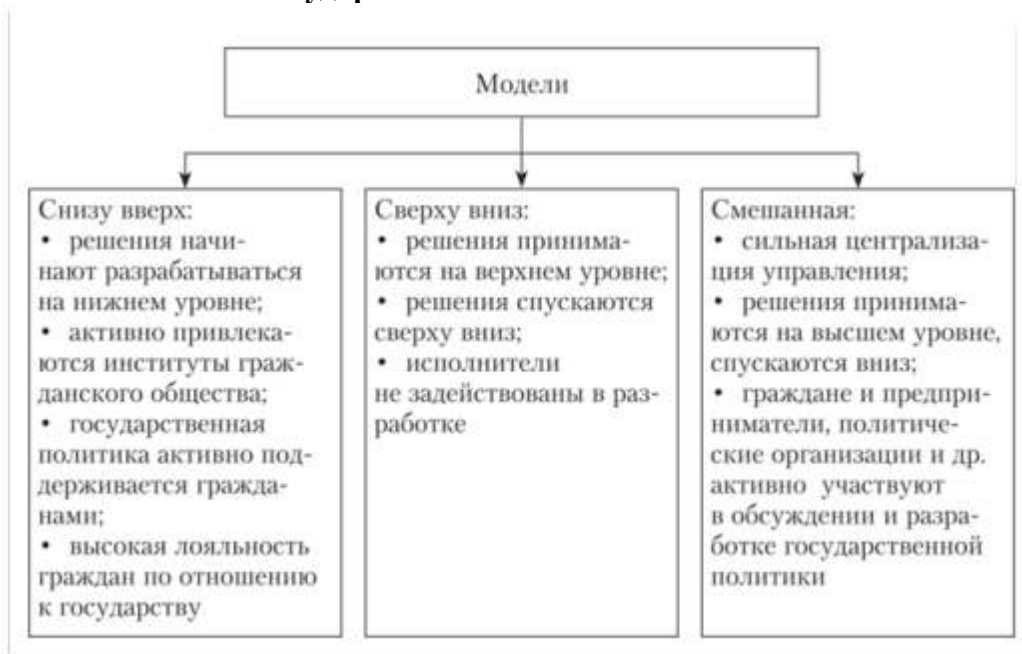 Модели
Снизу вверх:
• решения начи-
нают разрабатываться
на нижнем уровне;
• активно привлека-
ются институты граж-
данского общества;
• государственная
политика активно под-
держивается гражда-
нами;
• высокая лояльность
граждан по отношению
к государству
Сверху вниз:
• решения принима-
ются на верхнем уровне;
• решения спускаются
сверху вниз;
• исполнители
не задействованы в раз-
работке
Смешанная:
• сильная централиза-
ция управления;
• решения принима-
ются на высшем уровне,
спускаются вниз;
• граждане и предпри-
ниматели, политиче-
ские организации и др.
активно участвуют
в обсуждении и разра-
ботке государственной
политики